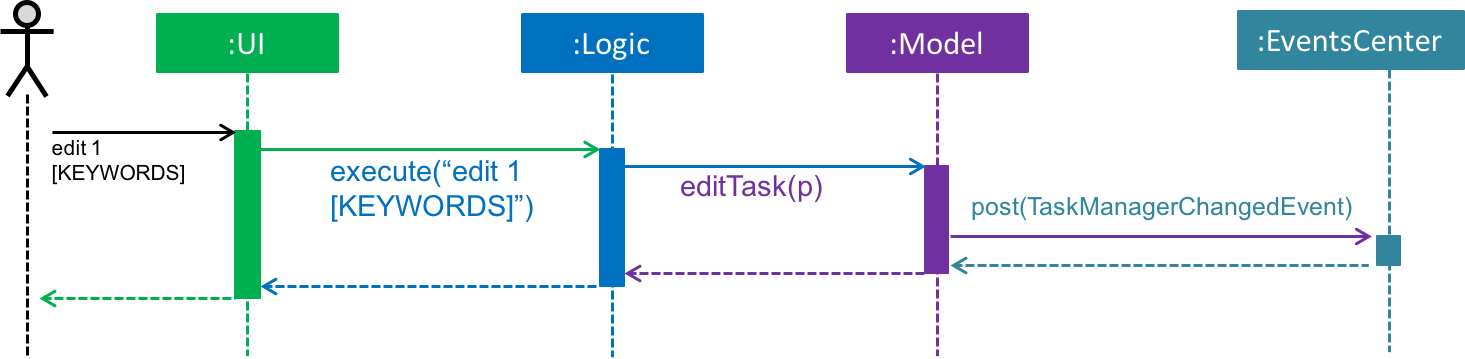 :UI
:Logic
:Model
:EventsCenter
edit 1
[KEYWORDS]
execute(“edit 1
[KEYWORDS]”)
editTask(p)
post(TaskManagerChangedEvent)